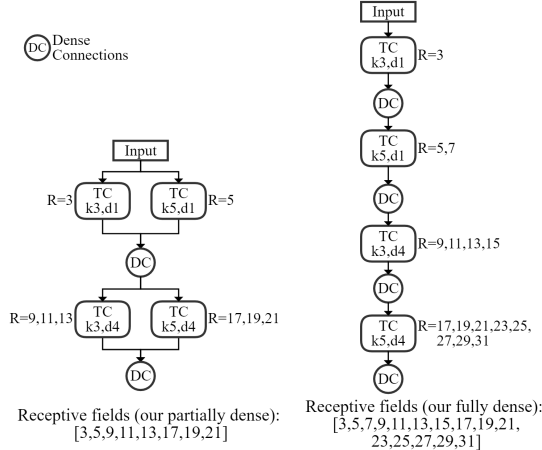 DC Dense
Connections
Input
TC
k3,d1
R=3
TC
k5,d1
R=5
DC
R=9,11,13
TC
k3,d4
TC
k5,d4
R=17,19,21
DC
Receptive fields (our partially dense):
[3,5,9,11,13,17,19,21]
Input
TC
k3,d1
R=3
DC
TC
k5,d1
R=5,7
DC
TC
k3,d4
R=9,11,13,15
DC
TC
k5,d4
R=17,19,21,23,25,
27,29,31
DC
Receptive fields (our fully dense):
[3,5,7,9,11,13,15,17,19,21,
23,25,27,29,31]